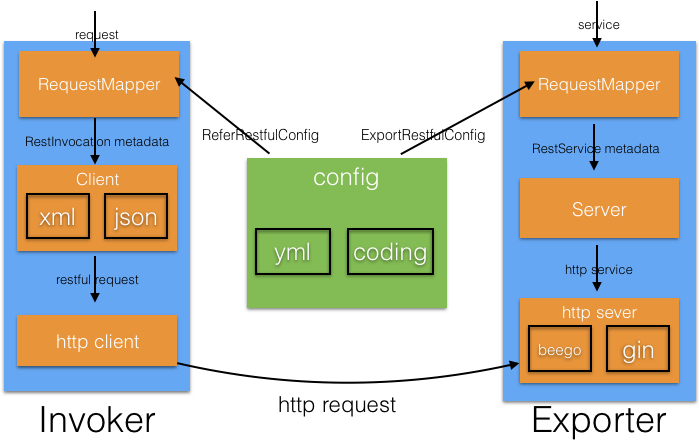 request
RequestMapper
RestInvocation metadata
Client
xml
json
restful request
http client
Invoker
ReferRestfulConfig
ExportRestfulConfig
config
yml
coding
http request
service
RequestMapper
RestService metadata
Server
http service
http sever
beego
gin
Exporter